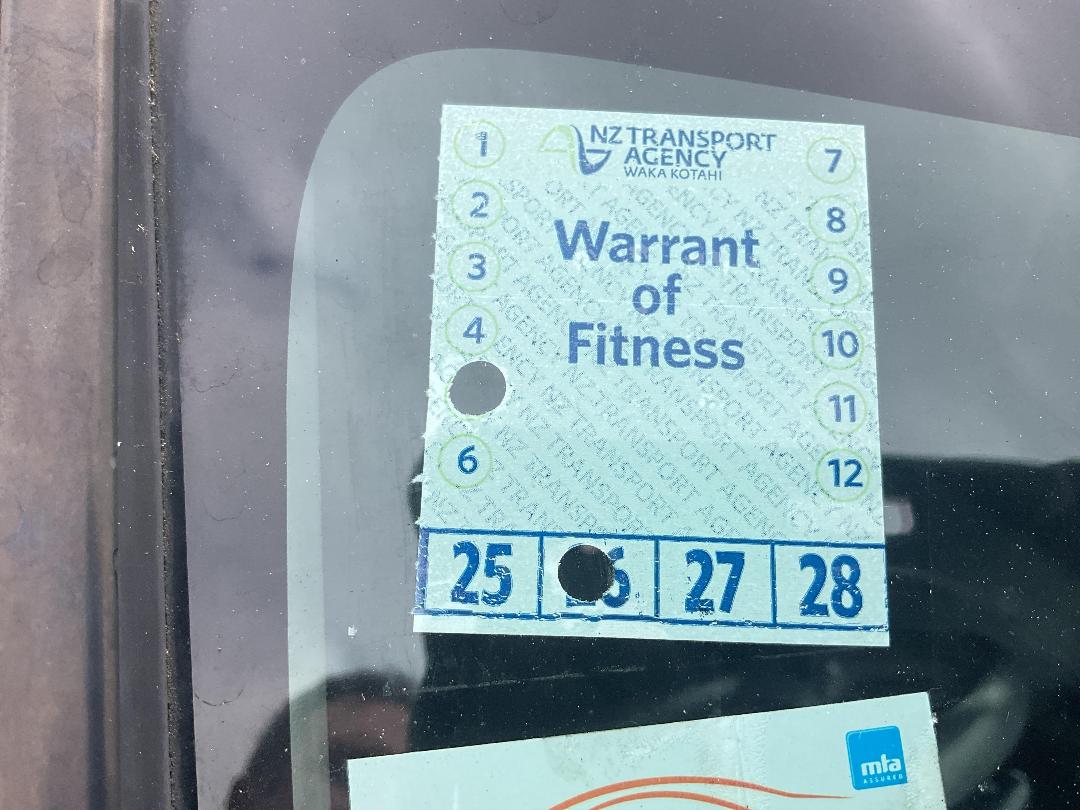 NZ TRANSPORT
AGENCY
WAKA KOTAHI
Warrant
of
Fitness
1
2
3
4
6
7
8
9
10
11
12
25 27 28
mta
ASSURED